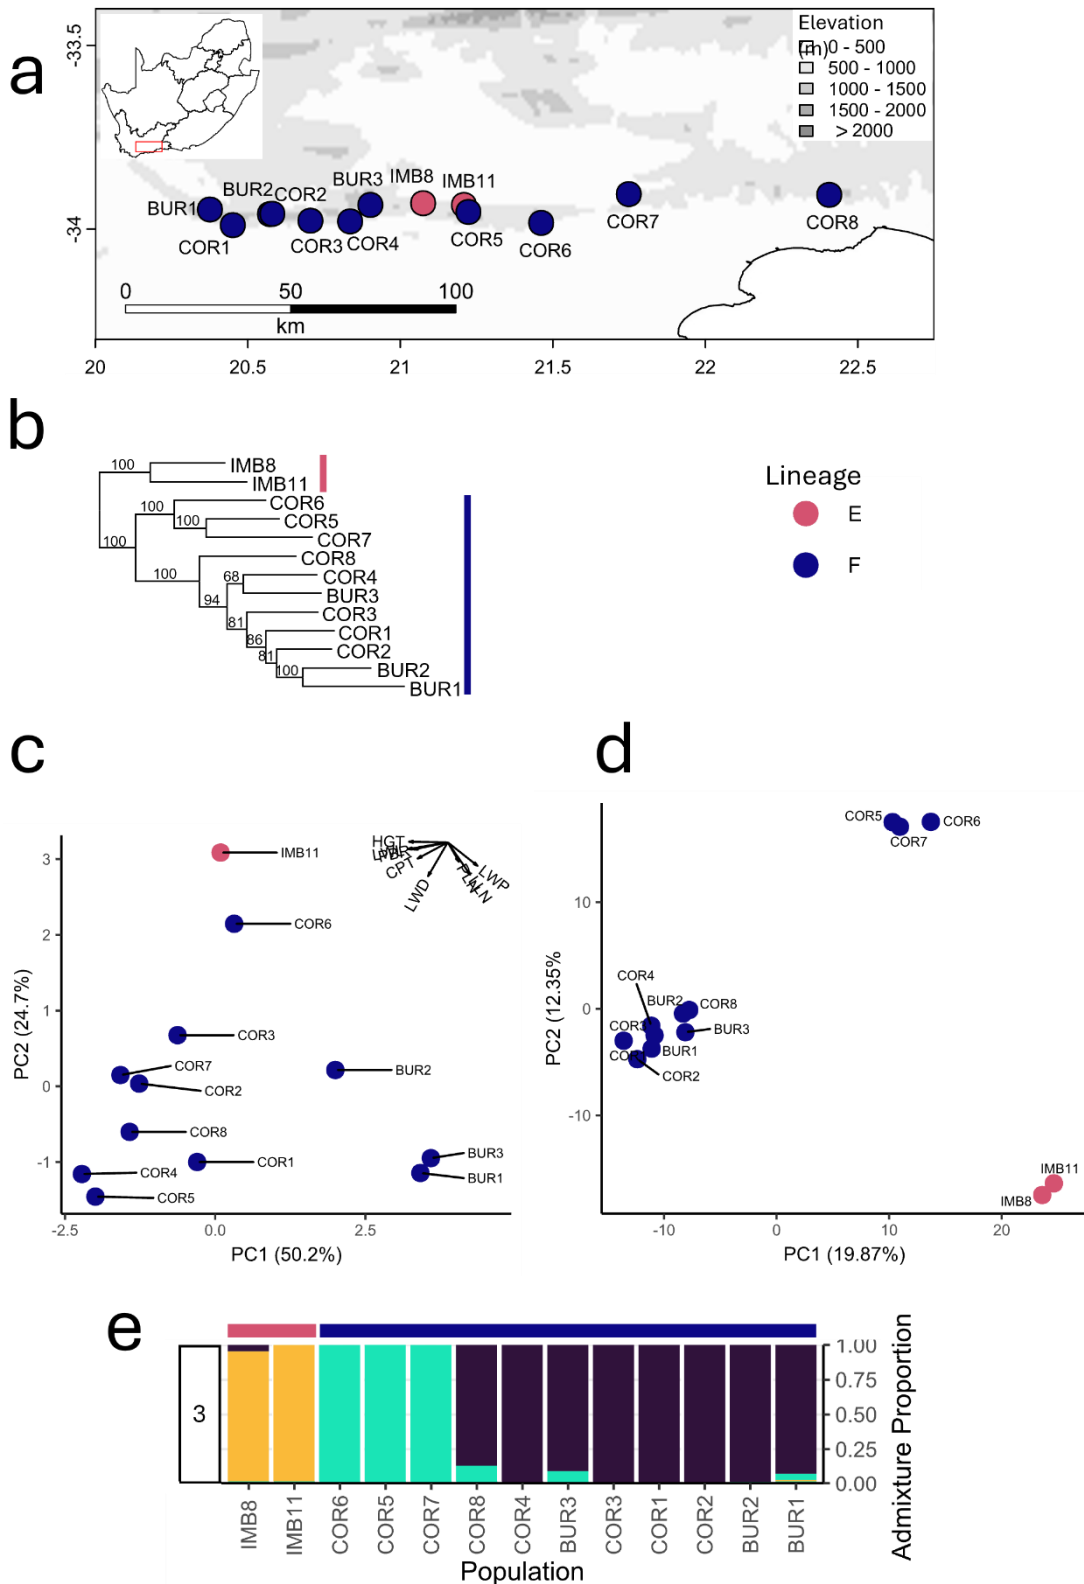 a
Elevation
(m)
0 - 500
500 - 1000
1000 - 1500
1500 - 2000
> 2000
-33.5
-34
BUR1
COR1
BUR2
COR2
COR3
BUR3
COR4
IMB8
IMB11
COR5
COR6
COR7
COR8
0 50 100
km
20 20.5 21 21.5 22 22.5
b
100
IMB8
IMB11
100
100
COR6
100
COR5
COR7
100
COR8
94
68
COR4
BUR3
81
COR3
86
COR1
81
COR2
100
BUR2
BUR1
Lineage
E
F
c
HGT
CPT
LWD
LWP
PLN
LLN
IMB11
COR6
COR3
COR7
COR2
BUR2
COR8
COR1
BUR3
COR4
BUR1
COR5
3
2
1
0
-1
PC2 (24.7%)
-2.5 0.0 2.5
PC1 (50.2%)
d
COR5
COR6
COR7
COR4
BUR2
COR8
COR3
BUR3
BUR1
COR2
IMB11
IMB8
10
0
-10
PC2 (12.35%
-10 0 10 20
PC1 (19.87%)
e
3
1.00
0.75
0.50
0.25
0.00
Admixture Proportion
IMB8 IMB11 COR6 COR5 COR7 COR8 COR4 BUR3 COR3 COR1 COR2 BUR2 BUR1
Population